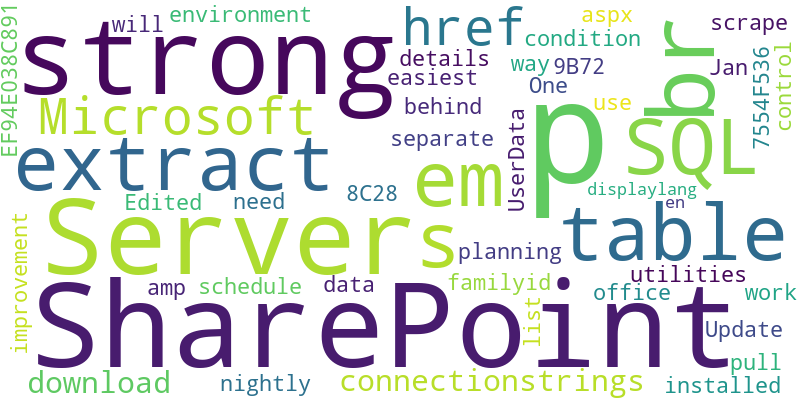 EF94E038C891
will
environment
strong
href
aspx
scrape
condition
br
details
way
9B72
Jan
easiest
One
7554F536
control
Microsoft
behind
use
p
SQL
separate
extract
em
UserData
displaylang
8C28
Edited
need
en
Servers
table
planning
improvement
utilities
amp
schedule
data
familyid
list
office
work
SharePoint
Update
pull
download
nightly
connectionstrings
installed